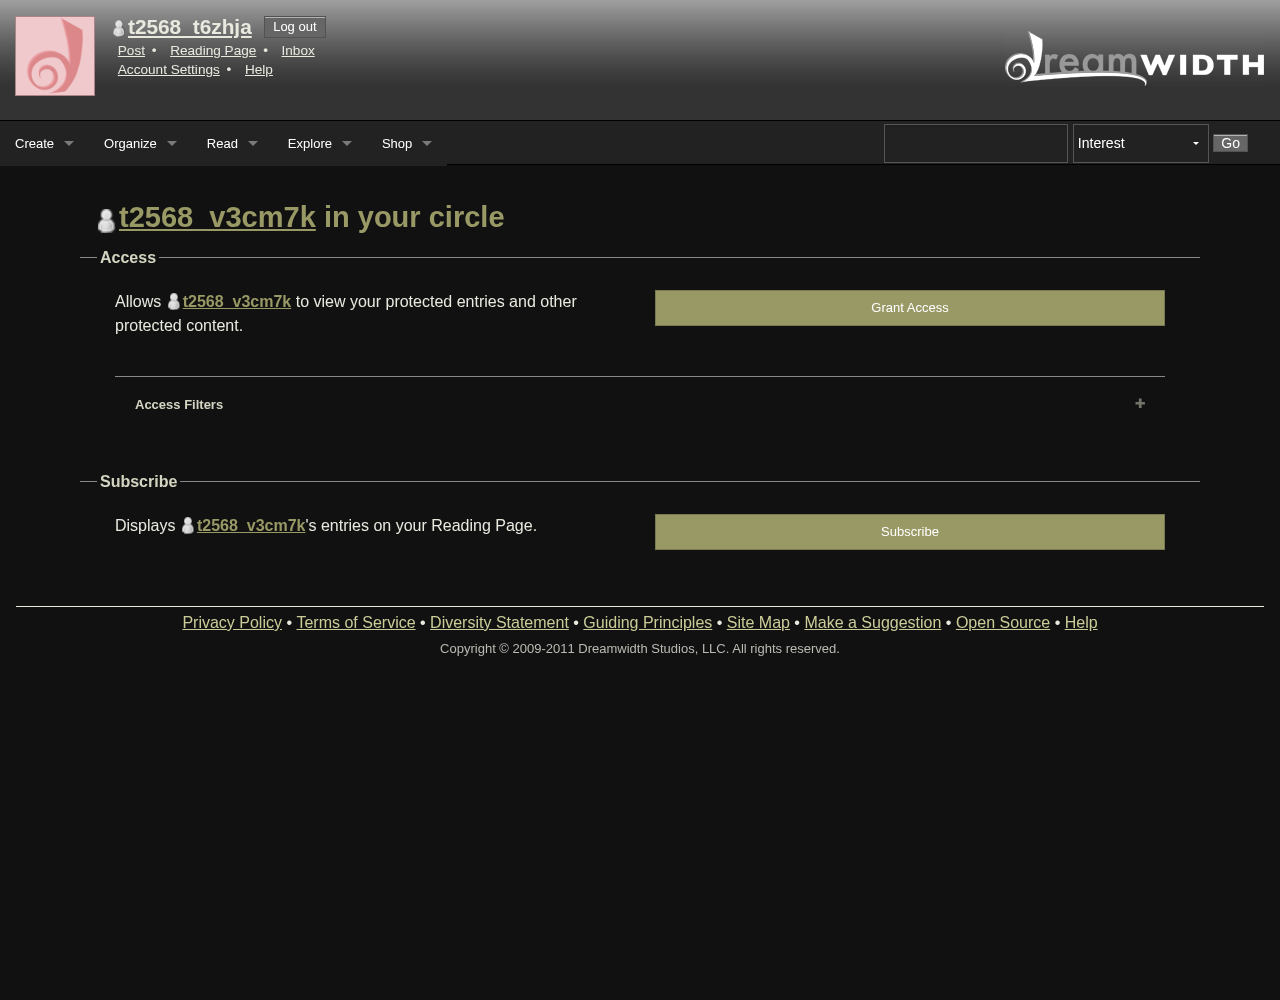 t2568_t6zhja Log out
Post • Reading Page • Inbox
Account Settings • Help
dreamWIDTH
Create Organize Read Explore Shop Interest Go
t2568_v3cm7k in your circle
Access
Allows t2568_v3cm7k to view your protected entries and other
protected content.
Grant Access
Access Filters
Subscribe
Displays t2568_v3cm7k's entries on your Reading Page.
Subscribe
Privacy Policy • Terms of Service • Diversity Statement • Guiding Principles • Site Map • Make a Suggestion • Open Source • Help
Copyright © 2009-2011 Dreamwidth Studios, LLC. All rights reserved.